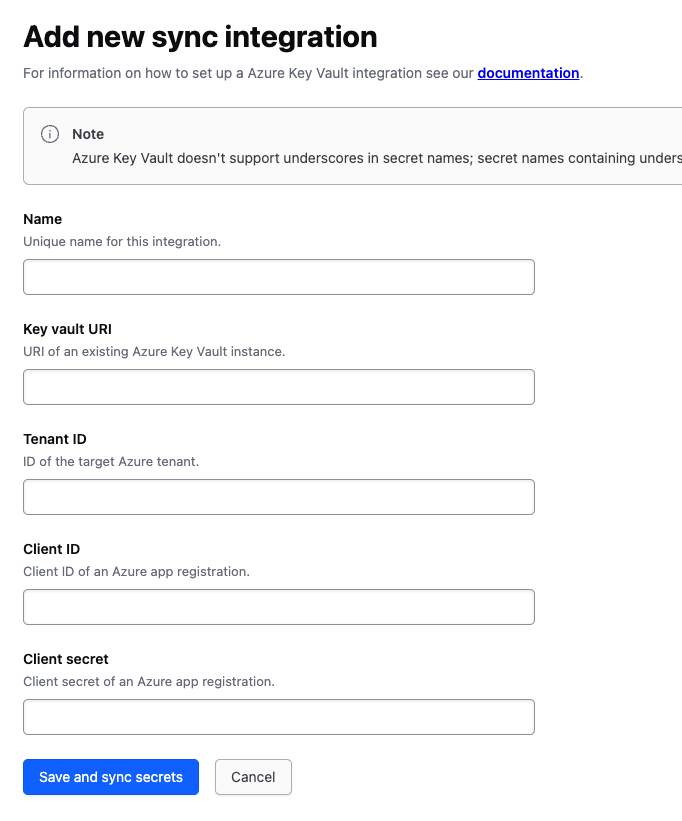 Add new sync integration
For information on how to set up a Azure Key Vault integration see our documentation.
Note
Azure Key Vault doesn't support underscores in secret names; secret names containing
Name
Unique name for this integration.
Key vault URI
URI of an existing Azure Key Vault instance.
Tenant ID
ID of the target Azure tenant.
Client ID
Client ID of an Azure app registration.
Client secret
Client secret of an Azure app registration.
Save and sync secrets
Cancel